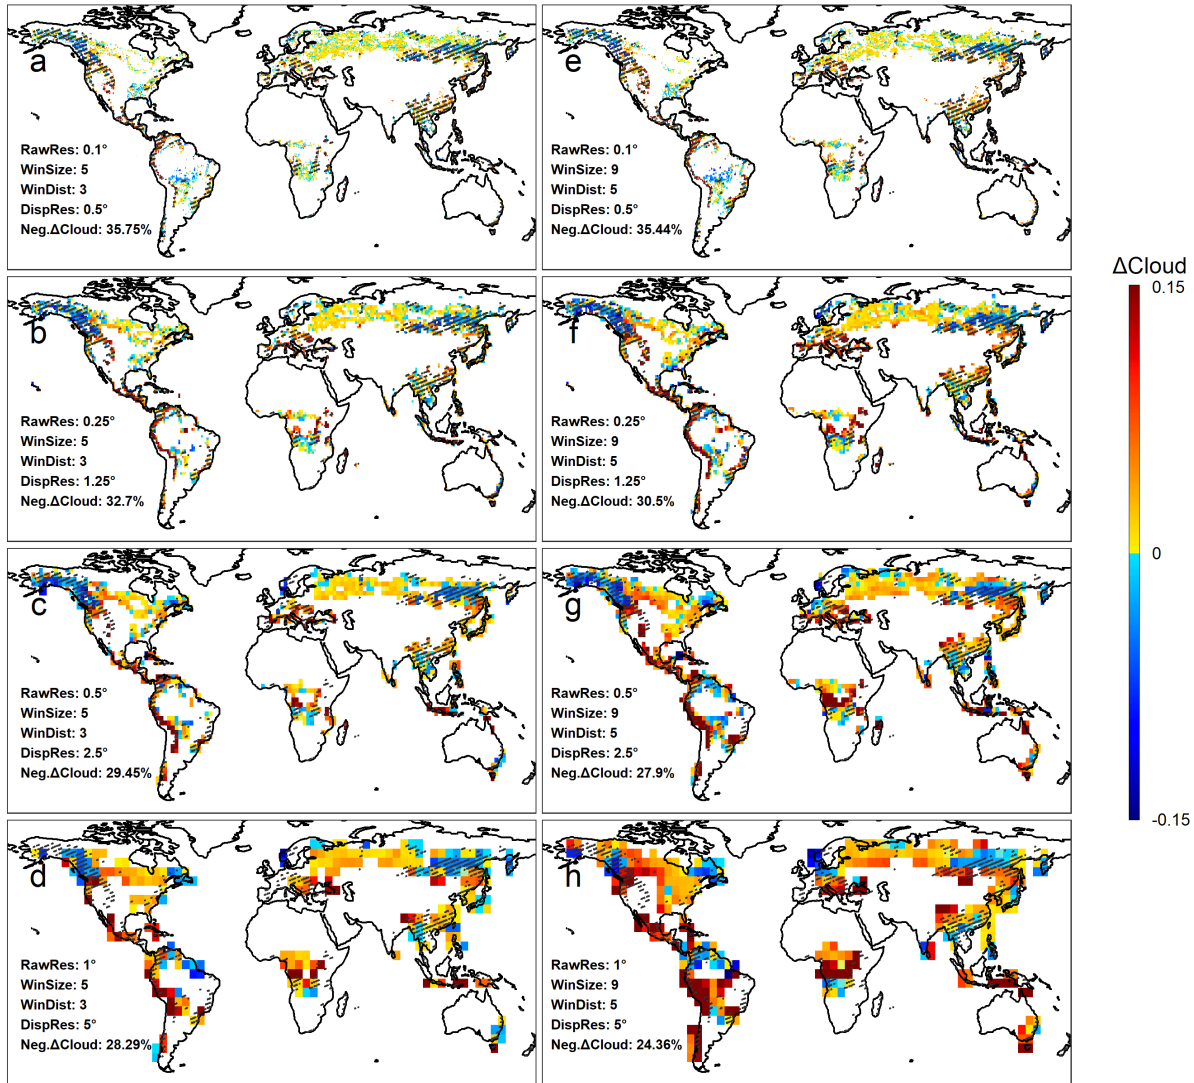 a
RawRes: 0.1°
WinSize: 5
WinDist: 3
DispRes: 0.5°
Neg.ΔCloud: 35.75%
e
RawRes: 0.1°
WinSize: 9
WinDist: 5
DispRes: 0.5°
Neg.ΔCloud: 35.44%
b
RawRes: 0.25°
WinSize: 5
WinDist: 3
DispRes: 1.25°
Neg.ΔCloud: 32.7%
f
RawRes: 0.25°
WinSize: 9
WinDist: 5
DispRes: 1.25°
Neg.ΔCloud: 30.5%
c
RawRes: 0.5°
WinSize: 5
WinDist: 3
DispRes: 2.5°
Neg.ΔCloud: 29.45%
g
RawRes: 0.5°
WinSize: 9
WinDist: 5
DispRes: 2.5°
Neg.ΔCloud: 27.9%
d
RawRes: 1°
WinSize: 5
WinDist: 3
DispRes: 5°
Neg.ΔCloud: 28.29%
h
RawRes: 1°
WinSize: 9
WinDist: 5
DispRes: 5°
Neg.ΔCloud: 24.36%
ΔCloud
0.15
0
-0.15